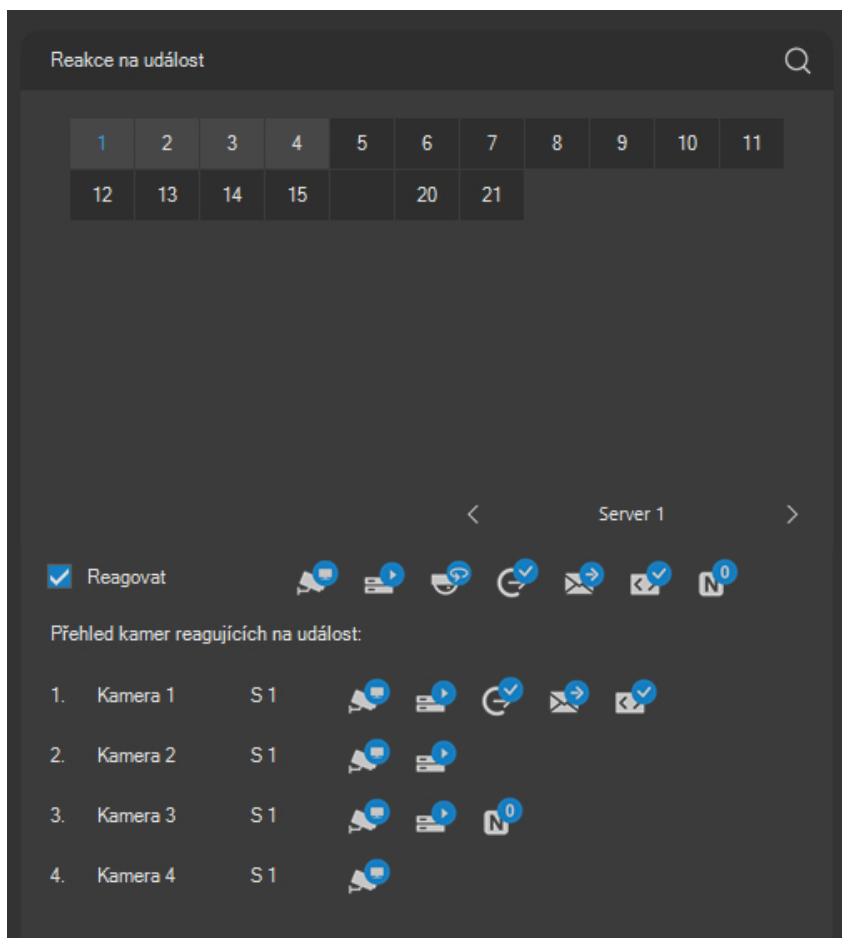 Reakce na událost
1 2 3 4 5 6 7 8 9 10 11
12 13 14 15 20 21
Server 1
Reagovat N 0
Přehled kamer reagujících na událost:
1. Kamera 1 S 1
2. Kamera 2 S 1
3. Kamera 3 S 1 N 0
4. Kamera 4 S 1